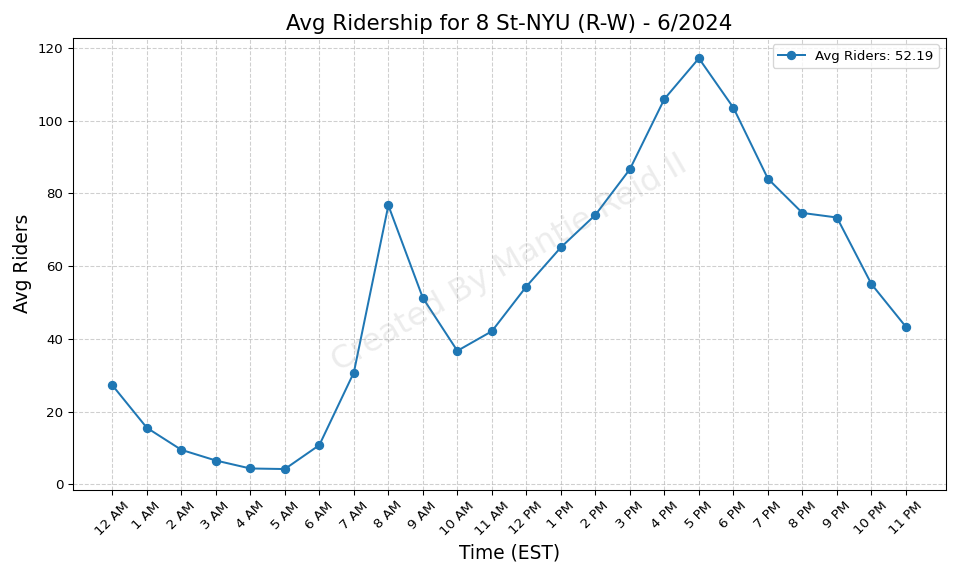 Avg Ridership for 8 St-NYU (R-W) - 6/2024
Avg Riders: 52.19
120
100
80
60
40
20
0
Avg Riders
Created By Mantle Reid II
12 AM
1 AM
2 AM
3 AM
4 AM
5 AM
6 AM
7 AM
8 AM
9 AM
10 AM
11 AM
12 PM
1 PM
2 PM
3 PM
4 PM
5 PM
6 PM
7 PM
8 PM
9 PM
10 PM
11 PM
Time (EST)